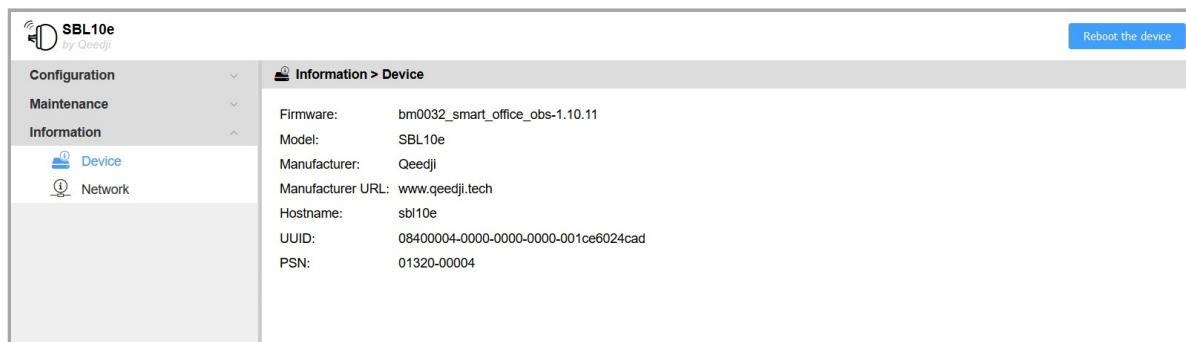 SBL10e
by Qeedji
Reboot the device
Configuration
Maintenance
Information
Device
Network
Information > Device
Firmware: bm0032_smart_office_obs-1.10.11
Model: SBL10e
Manufacturer: Qeedji
Manufacturer URL: www.qeedji.tech
Hostname: sbl10e
UUID: 08400004-0000-0000-0000-001ce6024cad
PSN: 01320-00004